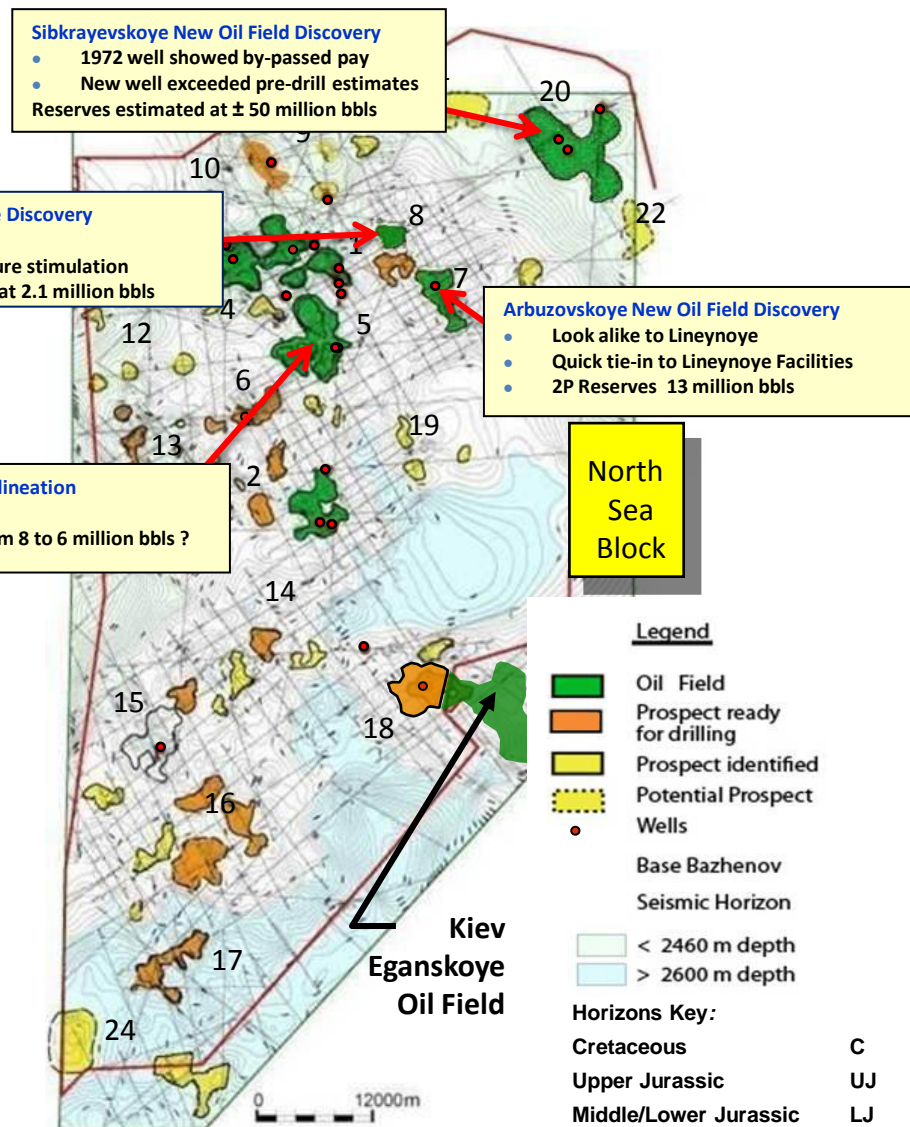 Sibkrayevskoye New Oil Field Discovery
• 1972 well showed by-passed pay
• New well exceeded pre-drill estimates
Reserves estimated at ± 50 million bbls
20
9
10
22
Discovery
ure stimulation
at 2.1 million bbls
8
1
7
4
Arbuzovskoye New Oil Field Discovery
• Look alike to Lineynoye
• Quick tie-in to Lineynoye Facilities
• 2P Reserves 13 million bbls
12
5
6
13
19
2
lineation
m 8 to 6 million bbls ?
North
Sea
Block
14
15
18
16
17
24
Kiev
Eganskoye
Oil Field
Legend
Oil Field
Prospect ready
for drilling
Prospect identified
Potential Prospect
Wells
Base Bazhenov
Seismic Horizon
< 2460 m depth
> 2600 m depth
Horizons Key:
Cretaceous C
Upper Jurassic UJ
Middle/Lower Jurassic LJ
0 12000m